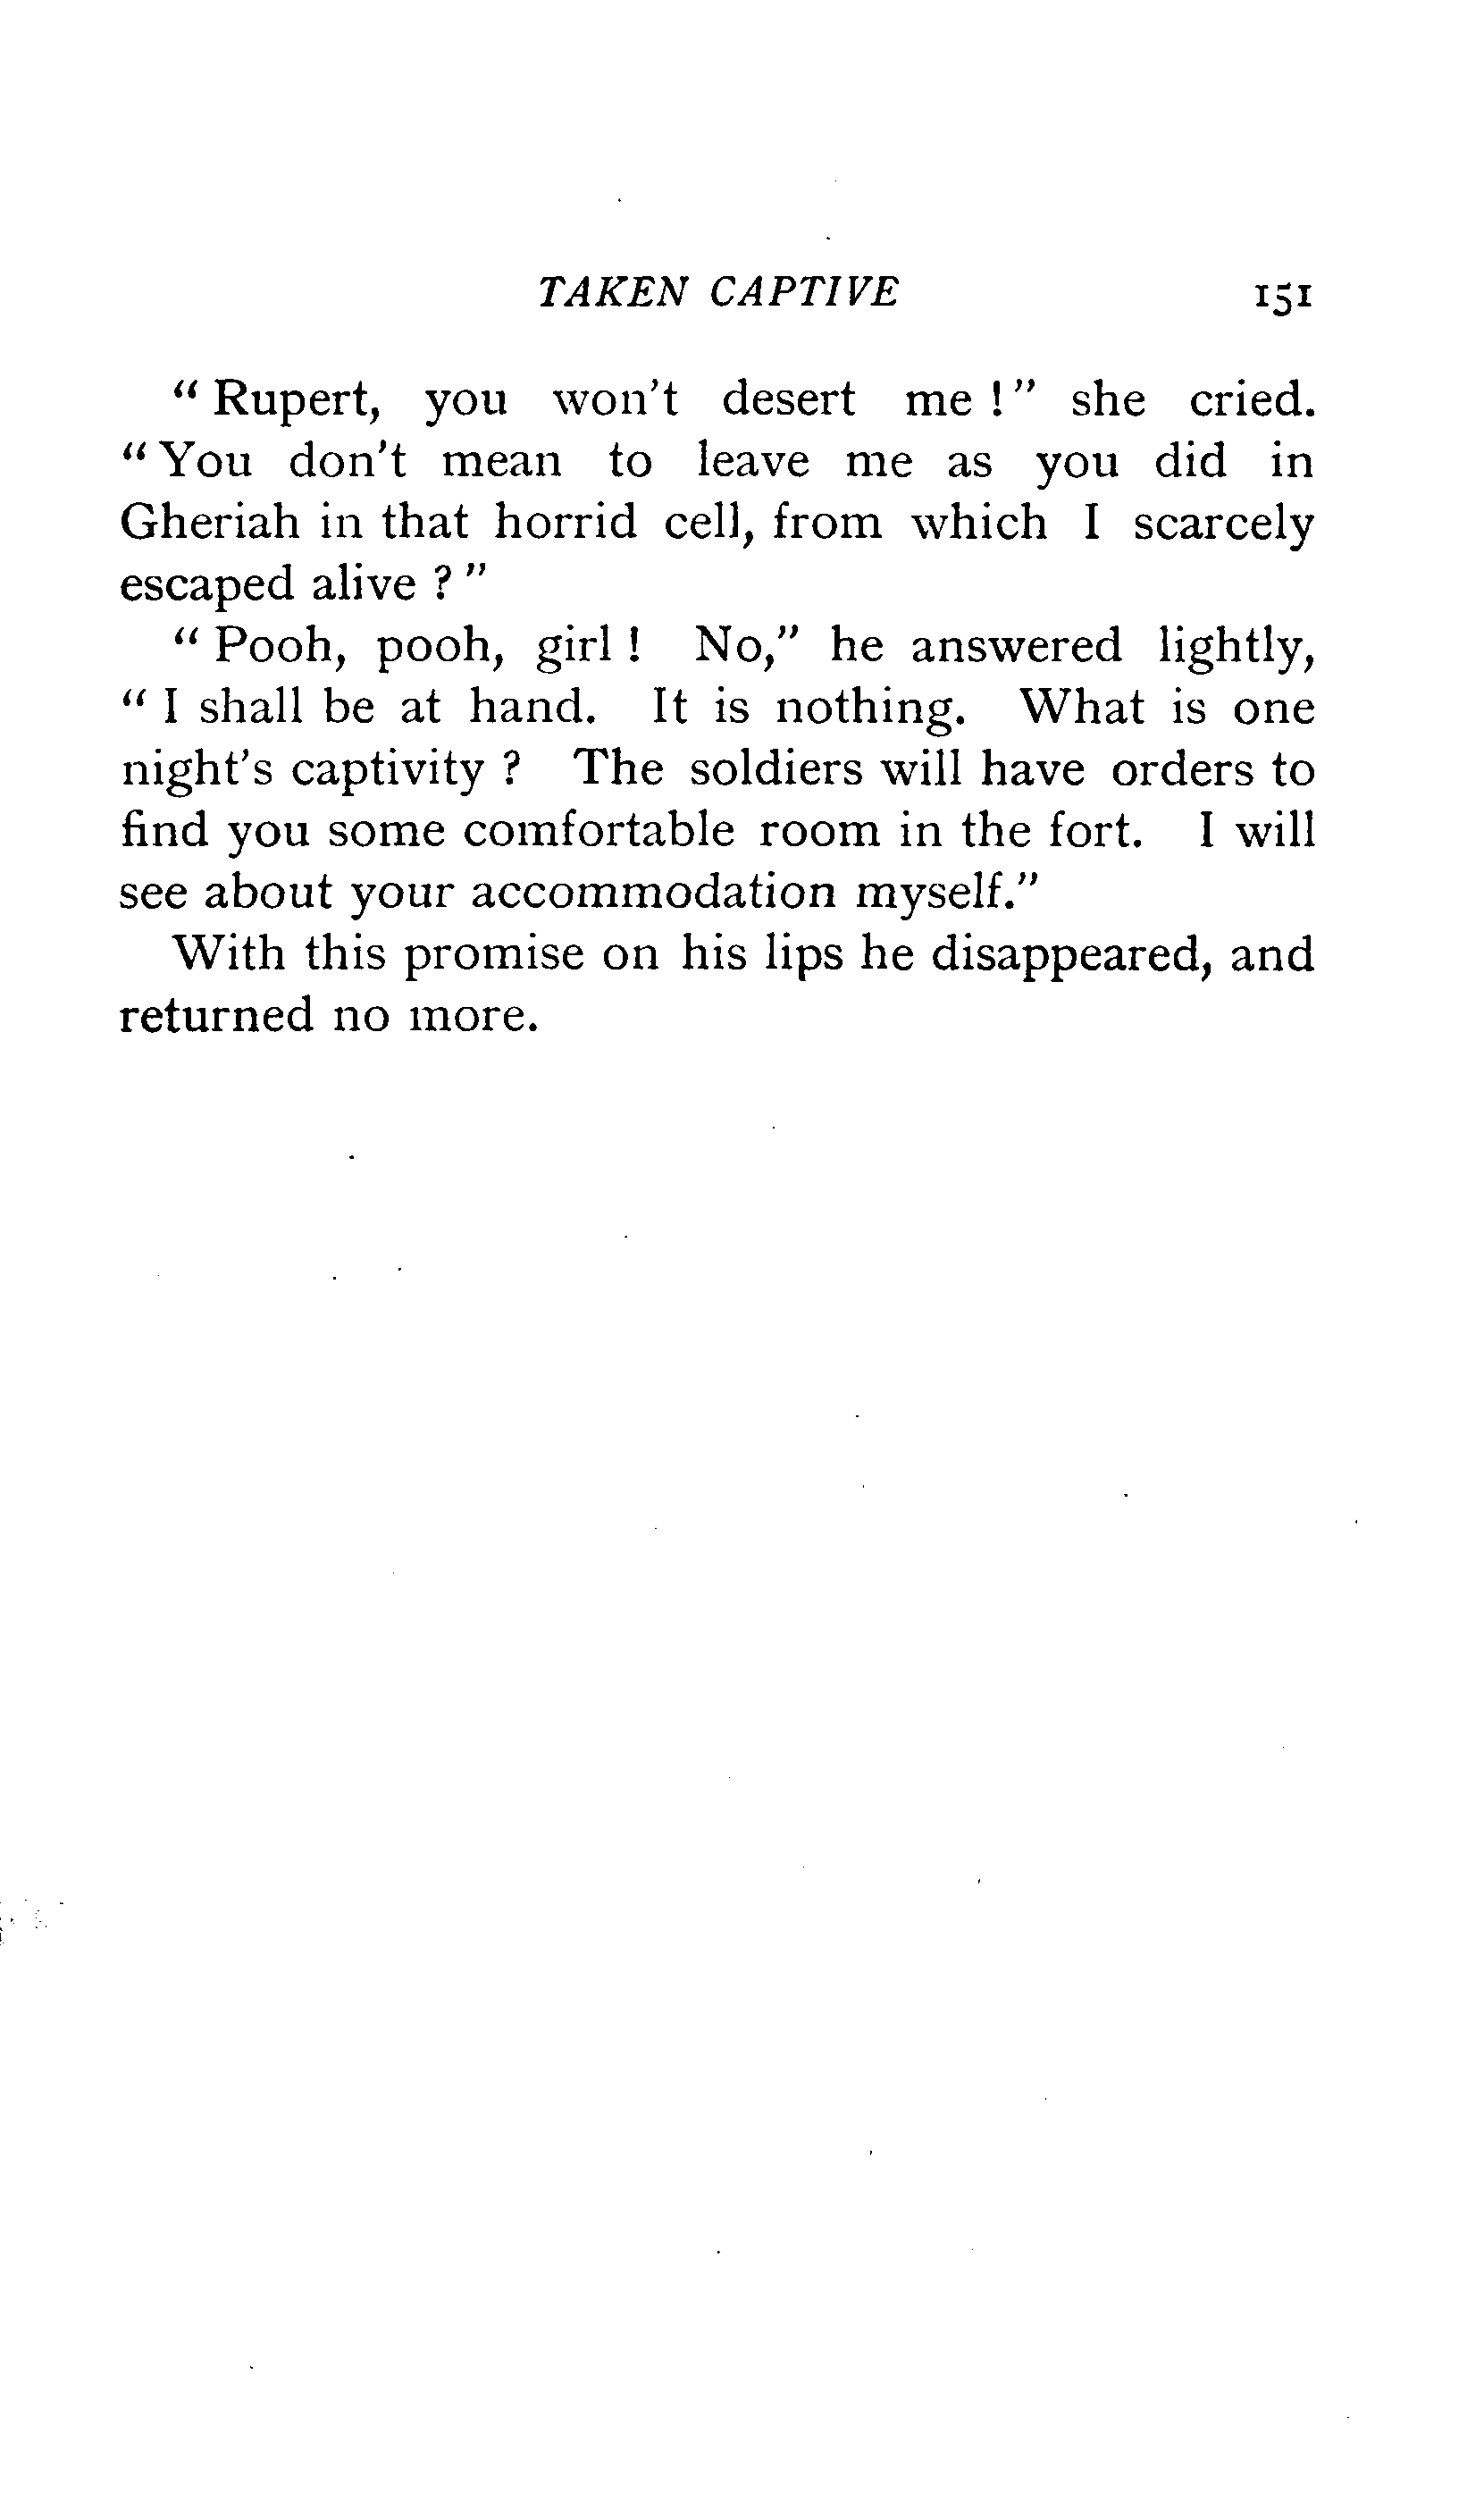 TAKEN CAPTIVE 151
" Rupert, you won't desert me !" she cried.
" You don't mean to leave me as you did in
Gheriah in that horrid cell, from which I scarcely
escaped alive ? "
" Pooh, pooh, girl ! No," he answered lightly,
" I shall be at hand. It is nothing. What is one
night's captivity ? The soldiers will have orders to
find you some comfortable room in the fort. I will
see about your accommodation myself."
With this promise on his lips he disappeared, and
returned no more.